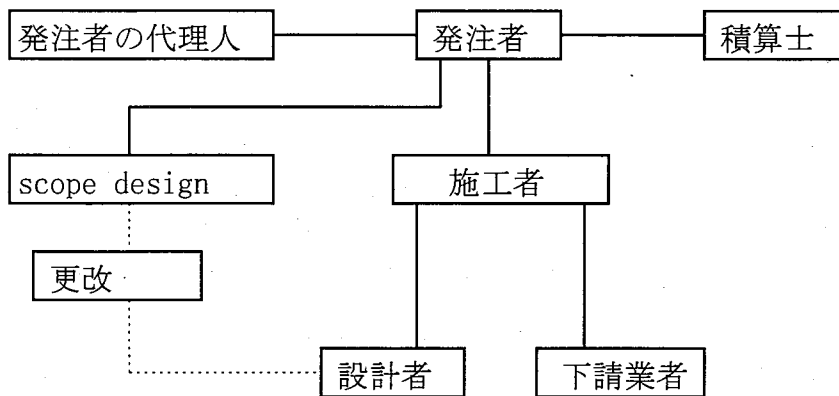 発注者の代理人
発注者
積算士
scope design
施工者
更改
設計者
下請業者